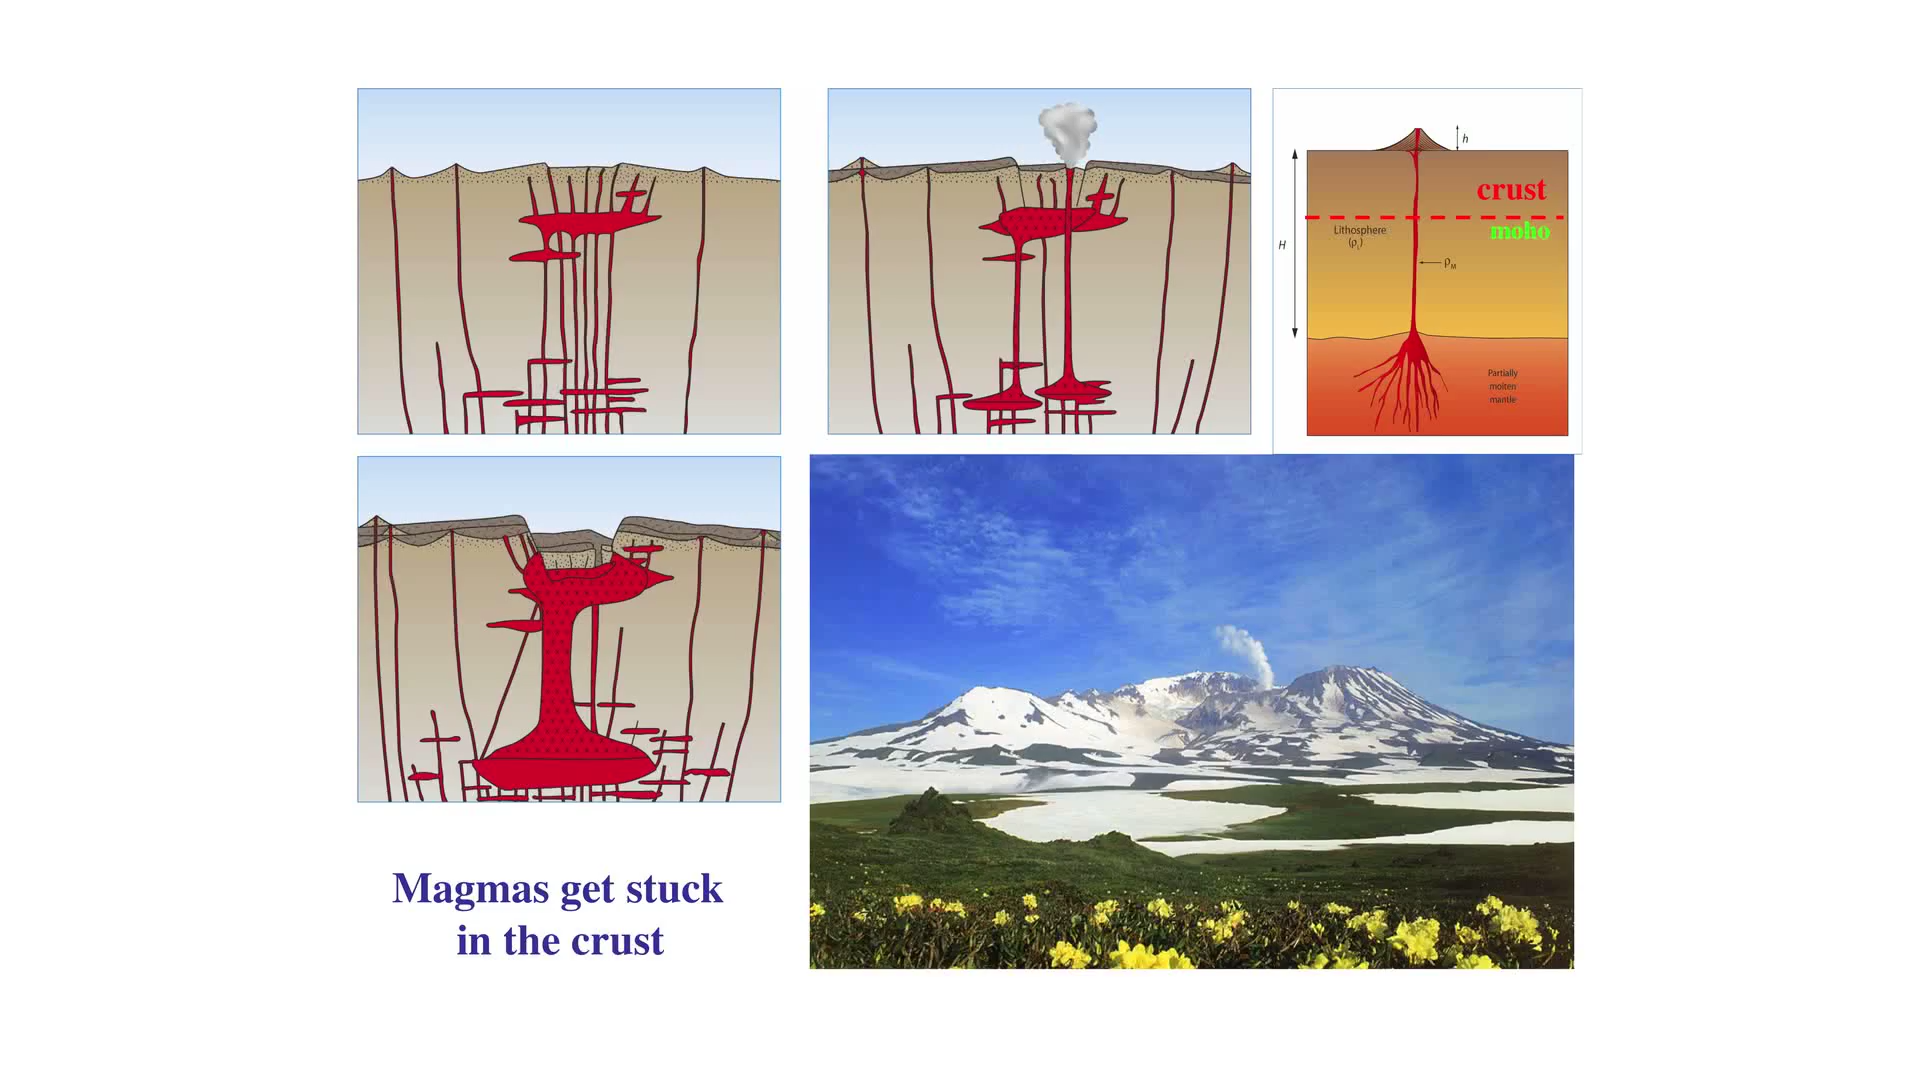 h
crust
moho
Lithosphere
(ρL)
H
ρM
Partially
molten
mantle
Magmas get stuck
in the crust